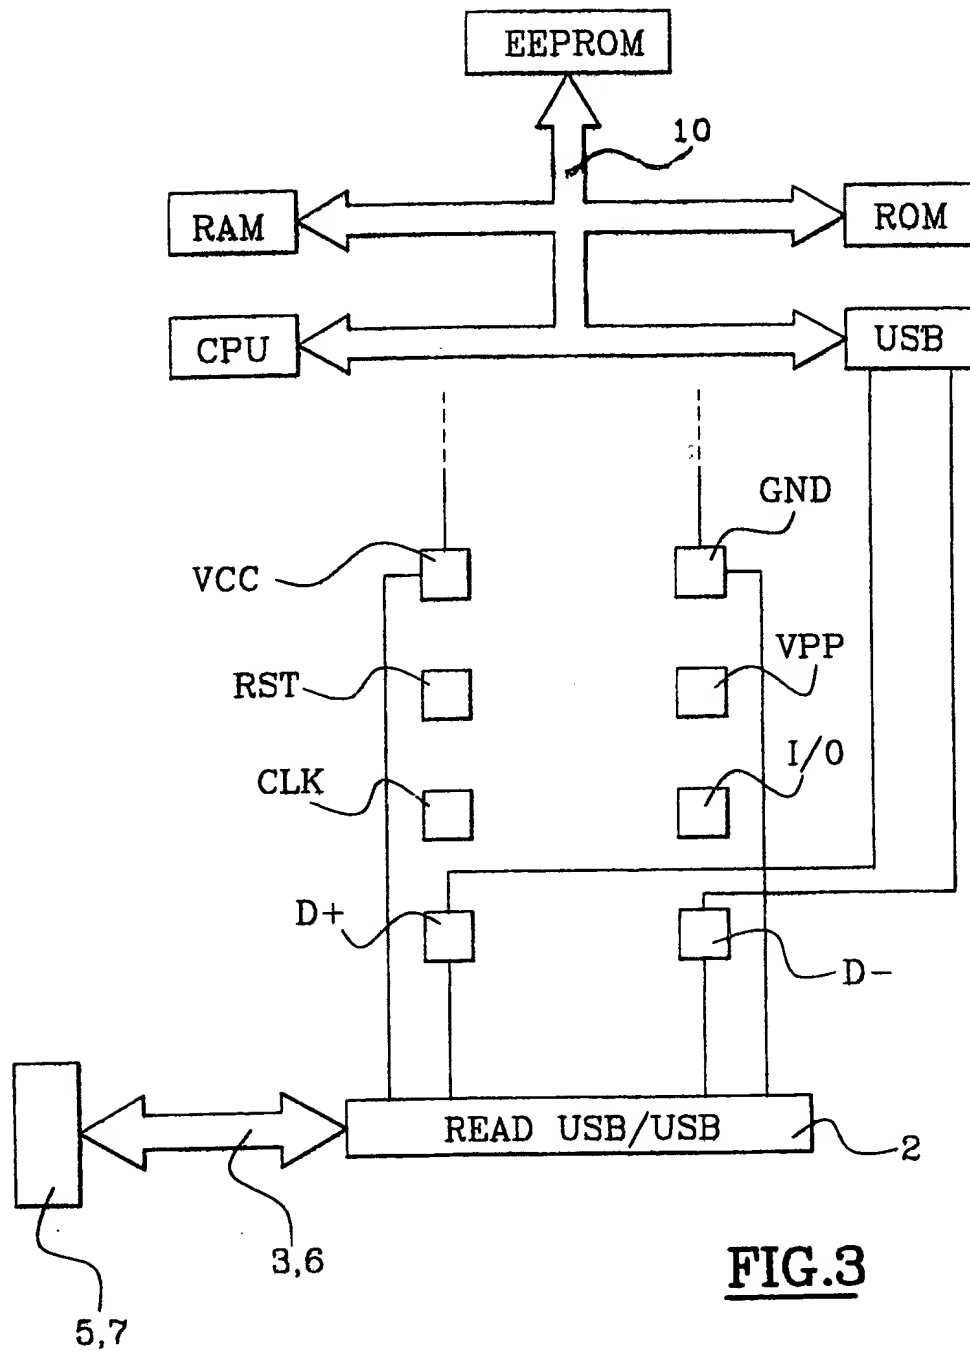 EEPROM
10
RAM
ROM
CPU
USB
GND
VCC
VPP
RST
I/O
CLK
D+
D-
READ USB/USB
2
3,6
5,7
FIG.3